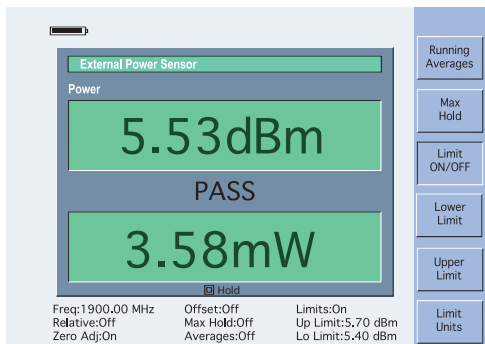 External Power Sensor
Power
5.53dBm
PASS
3.58mW
Hold
Freq:1900.00 MHz Offset:Off Limits:On
Relative:Off Max Hold:Off Up Limit:5.70 dBm
Zero Adj:On Averages:Off Lo Limit:5.40 dBm
Running
Averages
Max
Hold
Limit
ON/OFF
Lower
Limit
Upper
Limit
Limit
Units